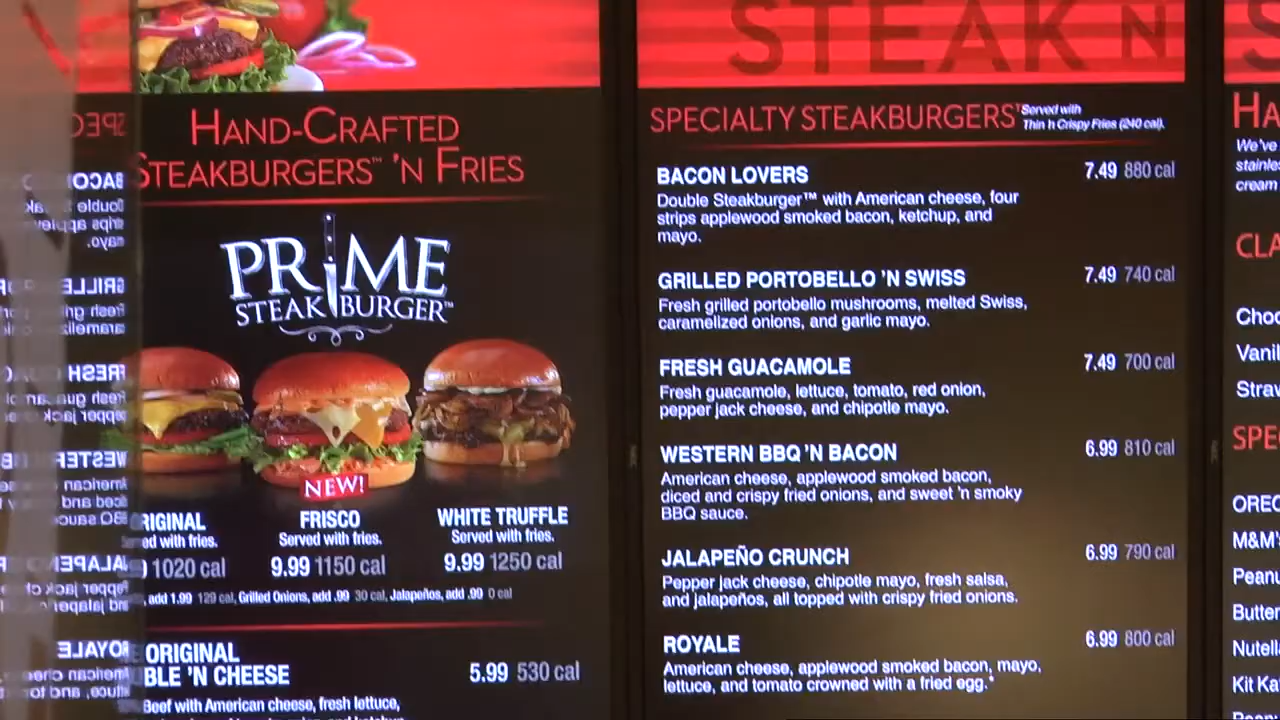 HAND-CRAFTED
STEAKBURGERS™ 'N FRIES
PRIME
STEAKBURGER™
NEW!
RIGINAL
ed with fries.
1020 cal
FRISCO
Served with fries.
9.99 1150 cal
WHITE TRUFFLE
Served with fries.
9.99 1250 cal
, add 1.99 129 cal, Grilled Onions, add .99 30 cal, Jalapeños, add .99 0 cal
ORIGINAL
BLE 'N CHEESE
5.99 530 cal
Beef with American cheese, fresh lettuce,
STEAK N
SPECIALTY STEAKBURGERS
Served with
Thin 'n Crispy Fries (240 cal).
BACON LOVERS 7.49 880 cal
Double Steakburger™ with American cheese, four
strips applewood smoked bacon, ketchup, and
mayo.
GRILLED PORTOBELLO 'N SWISS 7.49 740 cal
Fresh grilled portobello mushrooms, melted Swiss,
caramelized onions, and garlic mayo.
FRESH GUACAMOLE 7.49 700 cal
Fresh guacamole, lettuce, tomato, red onion,
pepper jack cheese, and chipotle mayo.
WESTERN BBQ 'N BACON 6.99 810 cal
American cheese, applewood smoked bacon,
diced and crispy fried onions, and sweet 'n smoky
BBQ sauce.
JALAPEÑO CRUNCH 6.99 790 cal
Pepper jack cheese, chipotle mayo, fresh salsa,
and jalapeños, all topped with crispy fried onions.
ROYALE 6.99 800 cal
American cheese, applewood smoked bacon, mayo,
lettuce, and tomato crowned with a fried egg.*
HA
We've
stainles
cream
CLA
Choc
Vanil
Straw
SPE
OREO
M&M's
Peanu
Butter
Nutella
Kit Ka